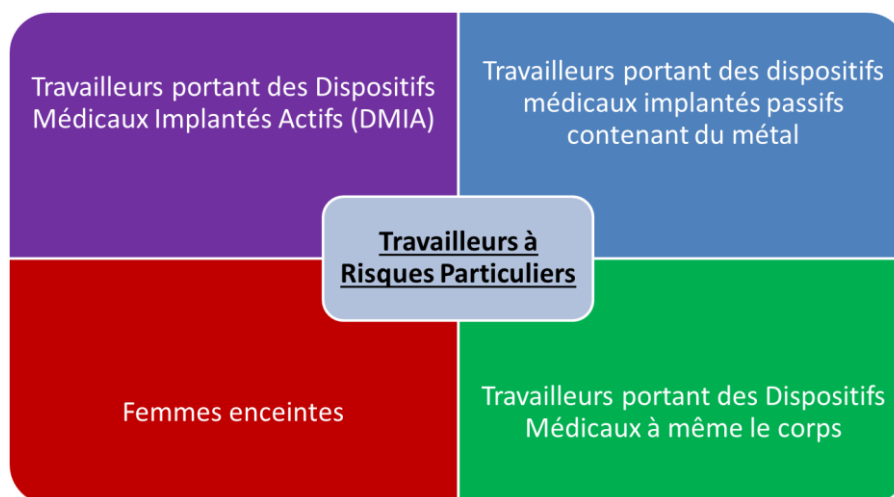 Travailleurs portant des Dispositifs
Médicaux Implantés Actifs (DMIA)
Travailleurs portant des dispositifs
médicaux implantés passifs
contenant du métal
Travailleurs à
Risques Particuliers
Femmes enceintes
Travailleurs portant des Dispositifs
Médicaux à même le corps